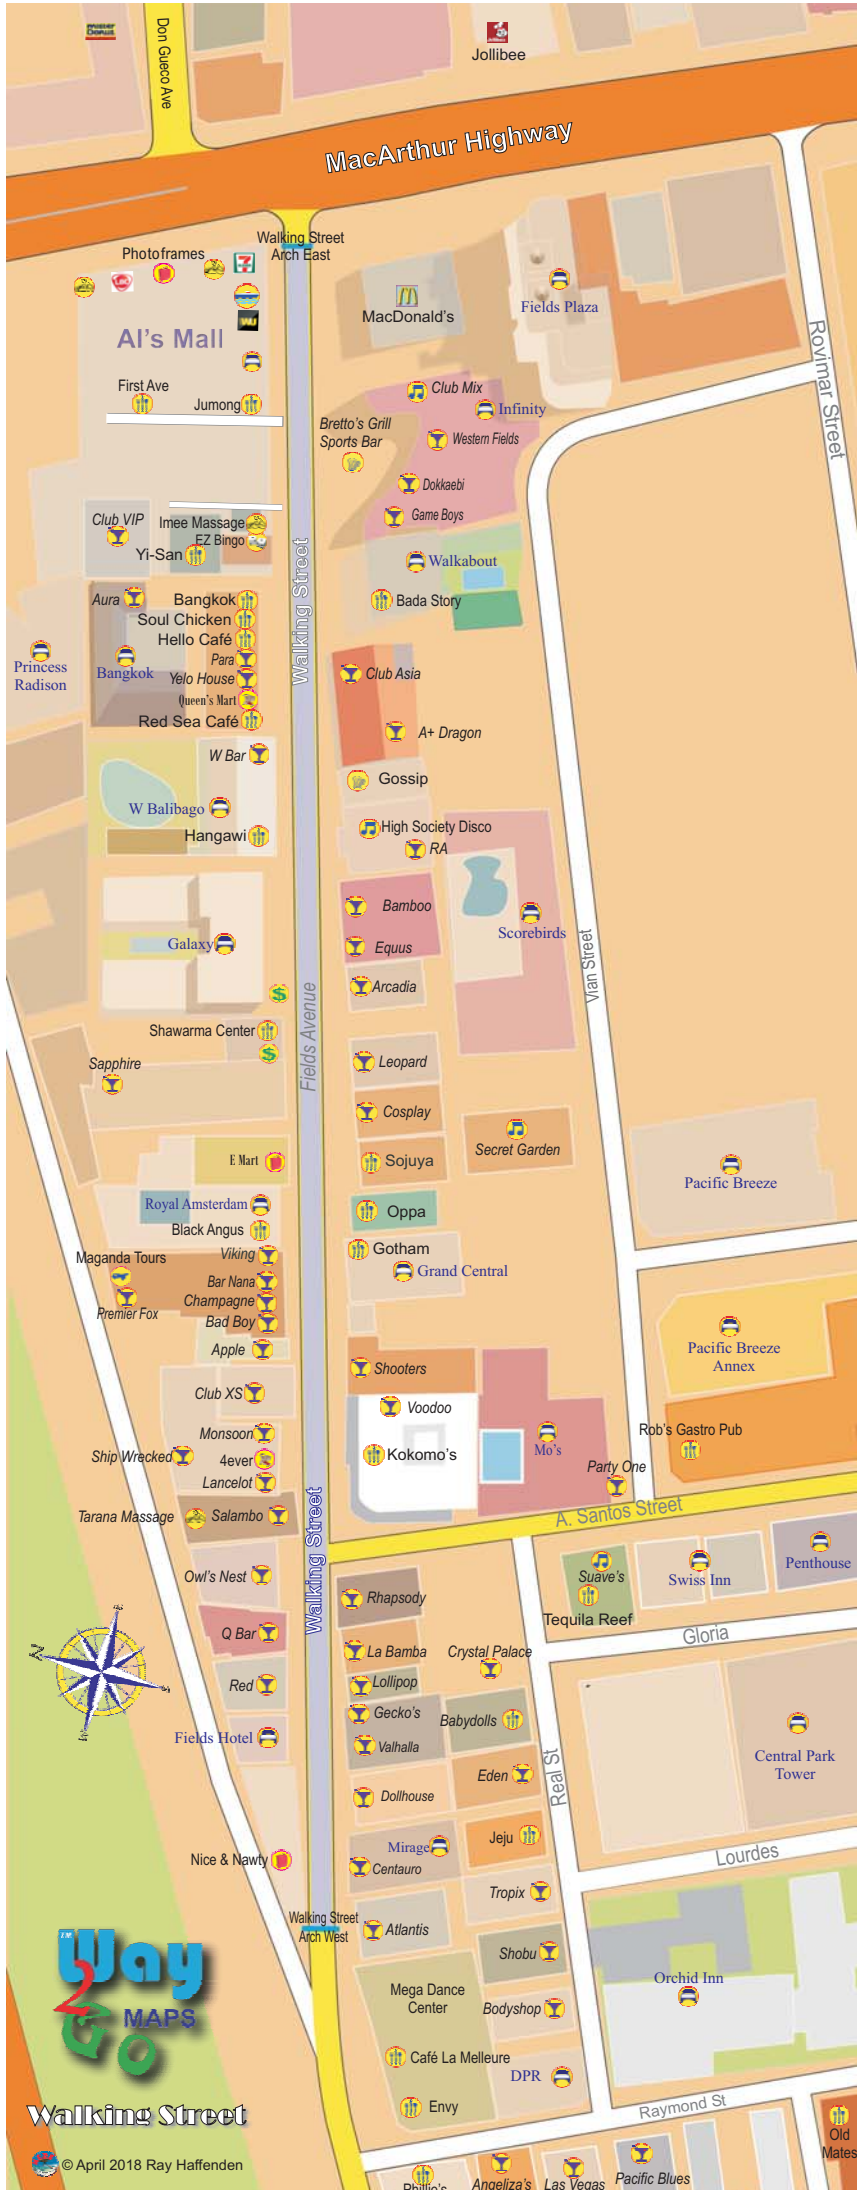 Mister
Donut
Don Gueco Ave
Jollibee
MacArthur Highway
Walking Street
Arch East
Photoframes
7
MacDonald's
Fields Plaza
WU
Al's Mall
Rovimar Street
First Ave
Jumong
Club Mix
Infinity
Bretto's Grill
Sports Bar
Western Fields
Dokkaebi
Game Boys
Club VIP
Imee Massage
EZ Bingo
Yi-San
Walking Street
Walkabout
Bada Story
Aura
Bangkok
Soul Chicken
Hello Café
Para
Yelo House
Queen's Mart
Red Sea Café
Princess
Radison
Bangkok
Club Asia
A+ Dragon
W Bar
Gossip
W Balibago
Hangawi
High Society Disco
RA
Bamboo
Equus
Scorebirds
Vian Street
Galaxy
$
Arcadia
Fields Avenue
Shawarma Center
$
Sapphire
Leopard
Cosplay
Secret Garden
Sojuya
E Mart
Pacific Breeze
Royal Amsterdam
Black Angus
Oppa
Gotham
Grand Central
Maganda Tours
Viking
Bar Nana
Champagne
Premier Fox
Bad Boy
Apple
Pacific Breeze
Annex
Shooters
Club XS
Voodoo
Monsoon
Ship Wrecked
4ever
Lancelot
Kokomo's
Mo's
Rob's Gastro Pub
Party One
Tarana Massage
Salambo
Walking Street
A. Santos Street
Owl's Nest
Suave's
Tequila Reef
Swiss Inn
Penthouse
Rhapsody
Q Bar
La Bamba
Crystal Palace
Gloria
N
Red
Lollipop
Gecko's
Babydolls
Fields Hotel
Valhalla
Central Park
Tower
Eden
Dollhouse
Real St
Mirage
Jeju
Nice & Nawty
Centauro
Lourdes
Tropix
Walking Street
Arch West
Atlantis
Shobu
Way
2
GO
MAPS
TM
Mega Dance
Center
Bodyshop
Orchid Inn
Café La Melleure
DPR
Envy
Raymond St
Walking Street
Old
Mates
© April 2018 Ray Haffenden
Phillie's
Angeliza's
Las Vegas
Pacific Blues